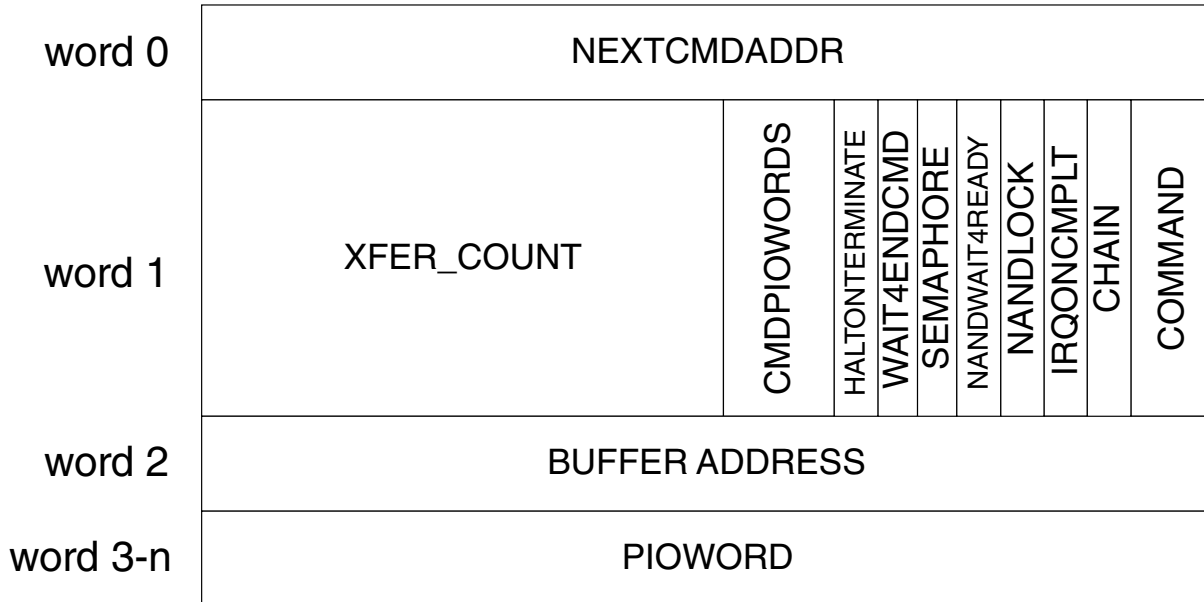 word 0
NEXTCMDADDR
word 1
XFER_COUNT
CMDPIOWORDS
HALTONTERMINATE
WAIT4ENDCMD
SEMAPHORE
NANDWAIT4READY
NANDLOCK
IRQONCMPLT
CHAIN
COMMAND
word 2
BUFFER ADDRESS
word 3-n
PIOWORD